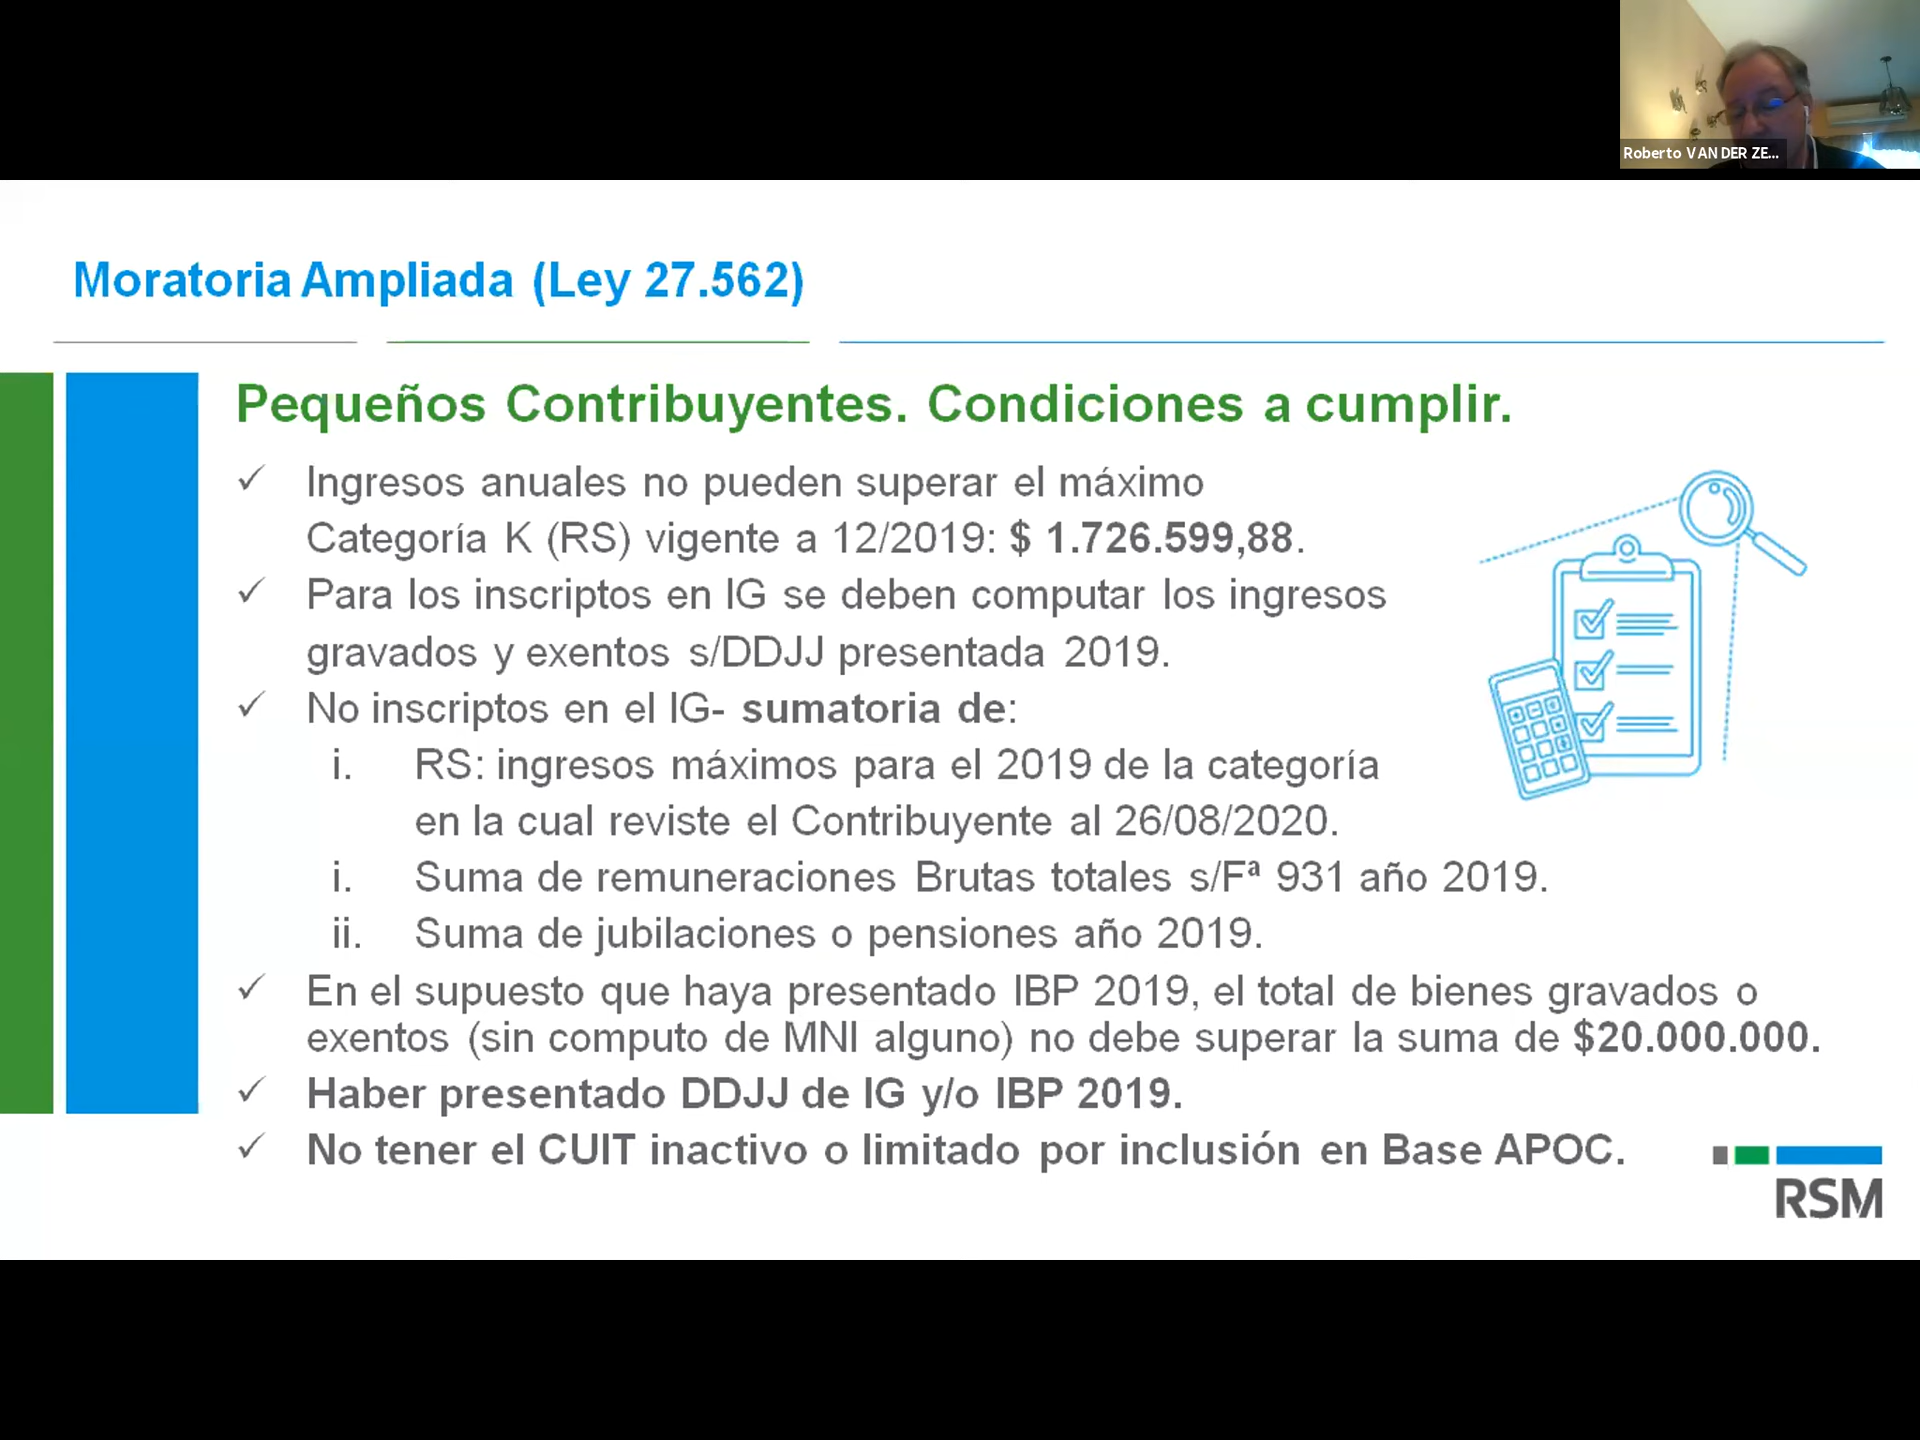 Roberto VAN DER ZE...
Moratoria Ampliada (Ley 27.562)
Pequeños Contribuyentes. Condiciones a cumplir.
✓ Ingresos anuales no pueden superar el máximo
Categoría K (RS) vigente a 12/2019: $ 1.726.599,88.
✓ Para los inscriptos en IG se deben computar los ingresos
gravados y exentos s/DDJJ presentada 2019.
✓ No inscriptos en el IG- sumatoria de:
i. RS: ingresos máximos para el 2019 de la categoría
en la cual reviste el Contribuyente al 26/08/2020.
i. Suma de remuneraciones Brutas totales s/Fª 931 año 2019.
ii. Suma de jubilaciones o pensiones año 2019.
✓ En el supuesto que haya presentado IBP 2019, el total de bienes gravados o
exentos (sin computo de MNI alguno) no debe superar la suma de $20.000.000.
✓ Haber presentado DDJJ de IG y/o IBP 2019.
✓ No tener el CUIT inactivo o limitado por inclusión en Base APOC.
RSM